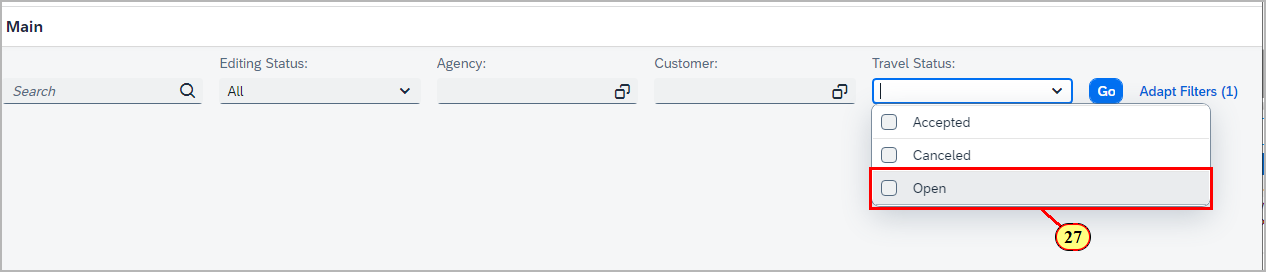 Main
Editing Status:
Agency:
Customer:
Travel Status:
Search
All
Go
Adapt Filters (1)
Accepted
Canceled
Open
27